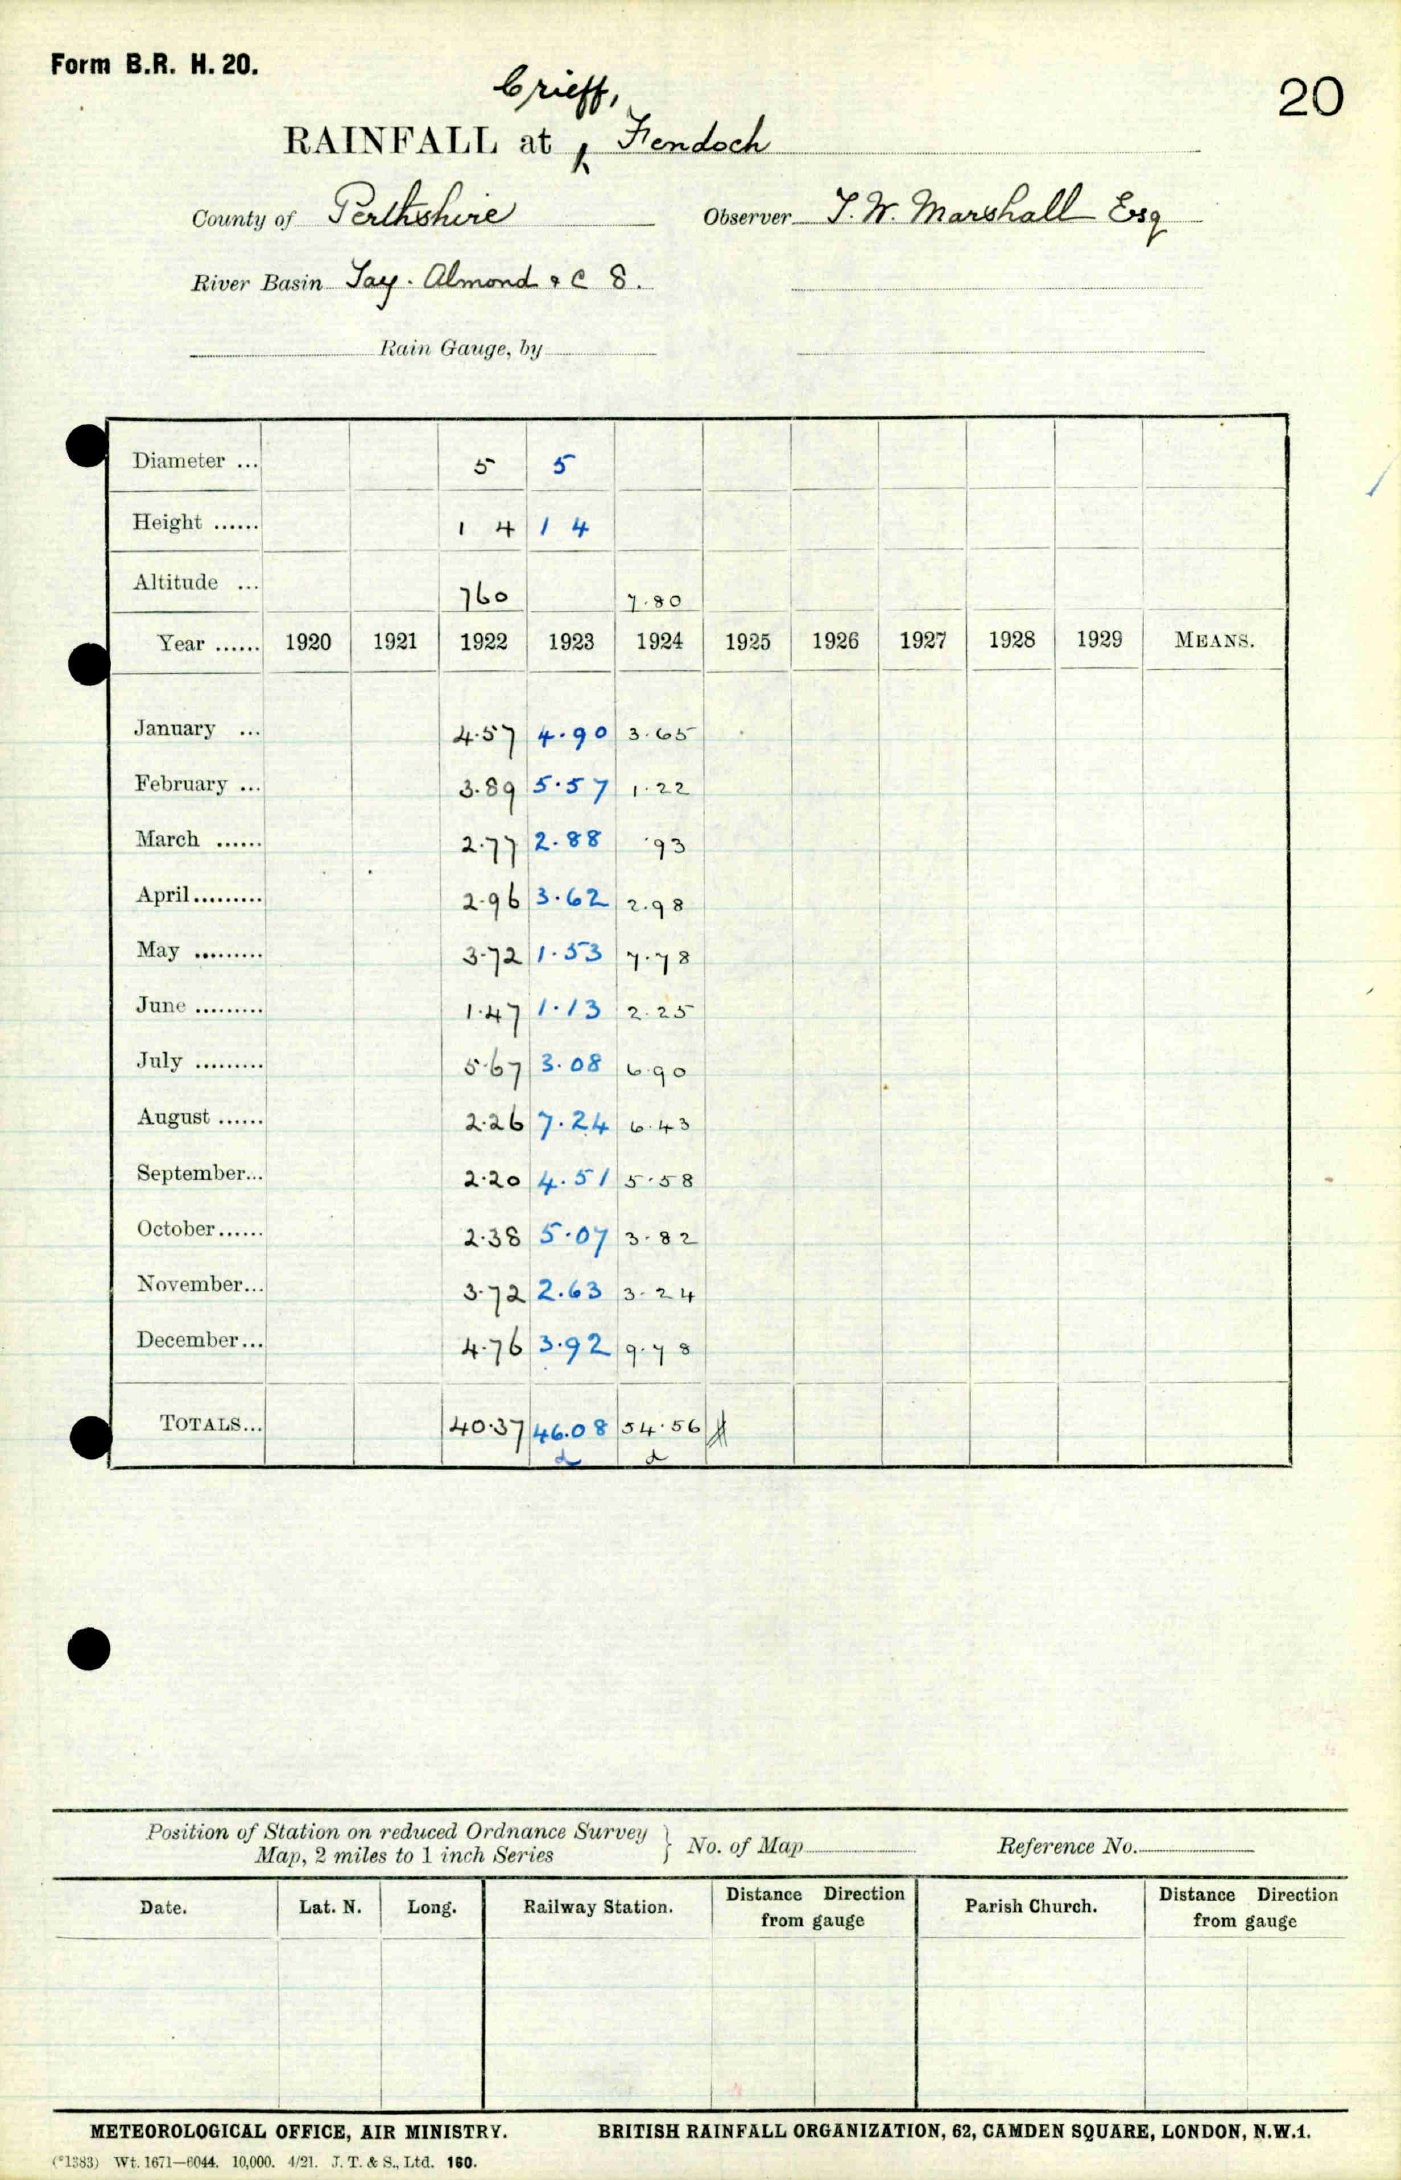 Form B.R. H. 20.
20
Crieff,
RAINFALL at Fendoch
County of Perthshire Observer T. W. Marshall Esq
River Basin Tay. Almond & C 8.
Rain Gauge, by
Diameter ... 5 5
Height ...... 1 4 1 4
Altitude ... 760 7.80
Year ...... 1920 1921 1922 1923 1924 1925 1926 1927 1928 1929 MEANS.
January ... 4.57 4.90 3.65
February ... 3.89 5.57 1.22
March ...... 2.77 2.88 .93
April ......... 2.96 3.62 2.98
May ......... 3.72 1.53 7.78
June ......... 1.47 1.13 2.25
July ......... 5.67 3.08 6.90
August ...... 2.26 7.24 6.43
September... 2.20 4.51 5.58
October ...... 2.38 5.07 3.82
November... 3.72 2.63 3.24
December... 4.76 3.92 9.78
TOTALS... 40.37 46.08 54.56
Position of Station on reduced Ordnance Survey
Map, 2 miles to 1 inch Series } No. of Map Reference No.
Date. Lat. N. Long. Railway Station. Distance Direction from gauge Parish Church. Distance Direction from gauge
METEOROLOGICAL OFFICE, AIR MINISTRY. BRITISH RAINFALL ORGANIZATION, 62, CAMDEN SQUARE, LONDON, N.W.1.
(*1383) Wt. 1671—6044. 10,000. 4/21. J. T. & S., Ltd. 160.